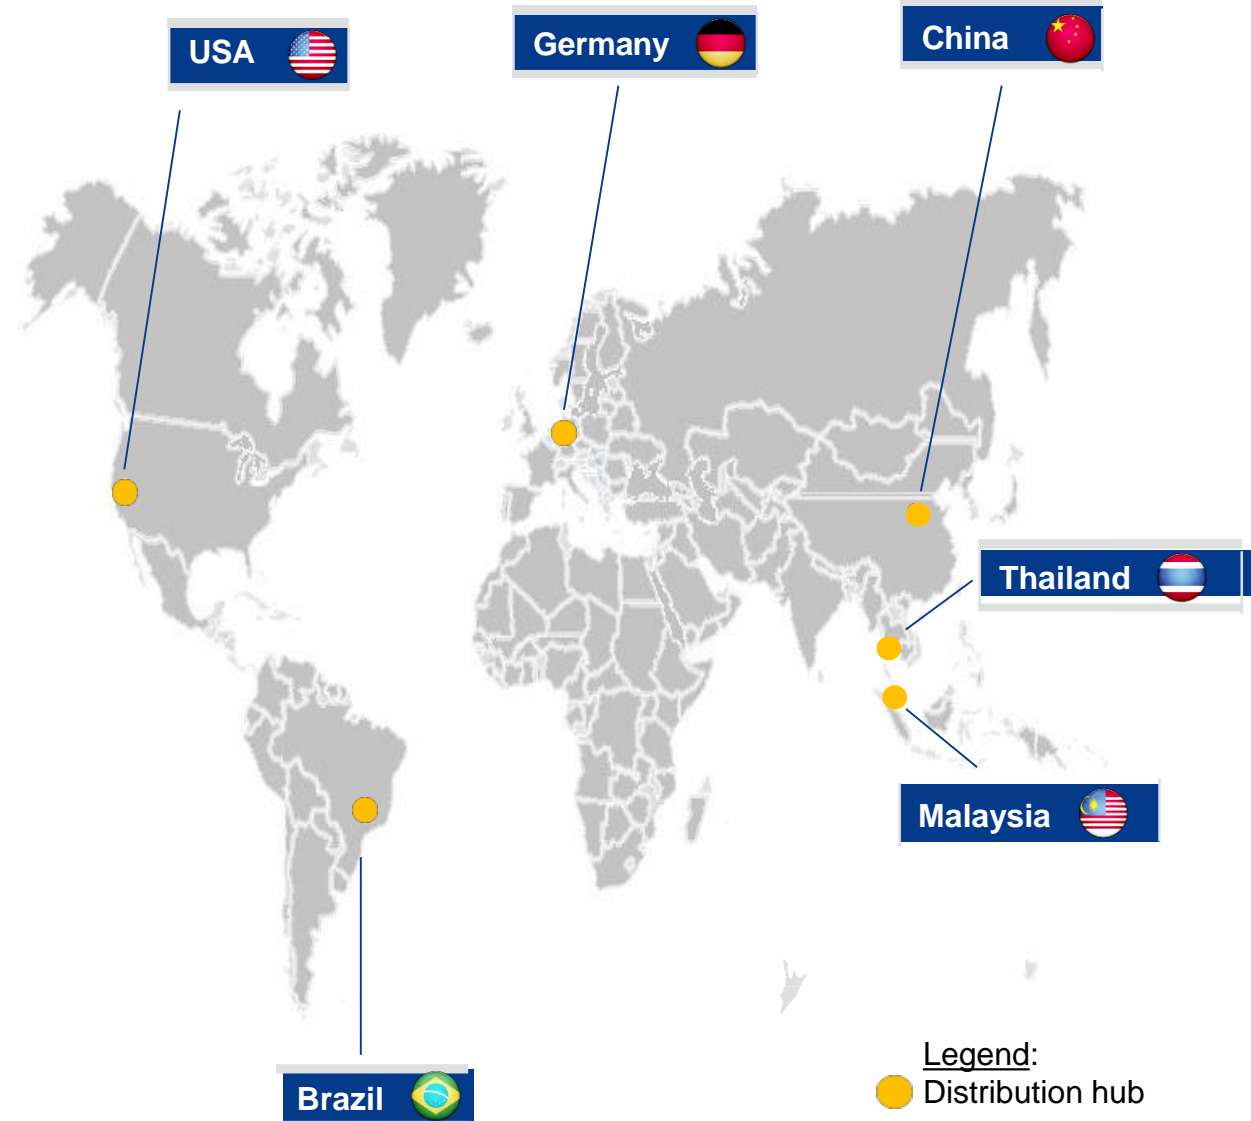 USA
Germany
China
Thailand
Malaysia
Brazil
Legend:
Distribution hub